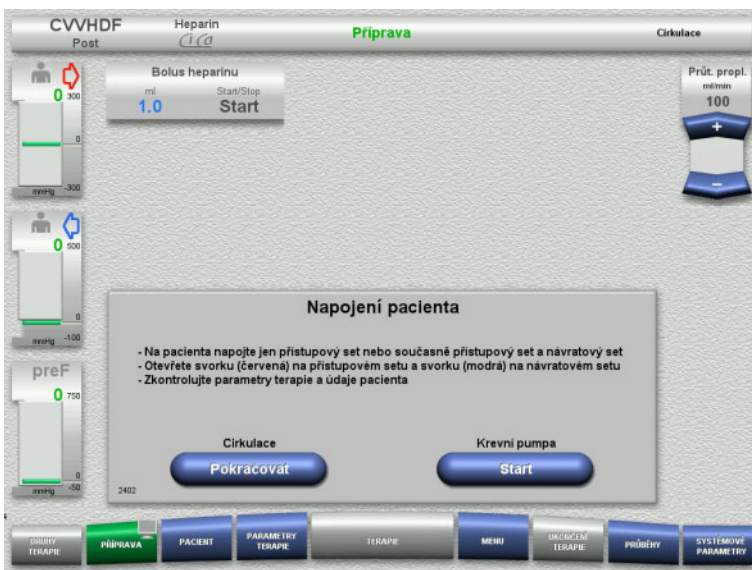 CVVHDF
Post
Heparin
Ci Ca
Příprava
Cirkulace
0 300
0
mmHg -300
Bolus heparinu
ml Start/Stop
1.0 Start
Průt. propl.
ml/min
100
+
−
0 500
0
mmHg -100
preF
0 750
0
mmHg -50
Napojení pacienta
- Na pacienta napojte jen přístupový set nebo současně přístupový set a návratový set
- Otevřete svorku (červená) na přístupovém setu a svorku (modrá) na návratovém setu
- Zkontrolujte parametry terapie a údaje pacienta
Cirkulace Krevní pumpa
Pokračovat Start
2402
DRUHY TERAPIE
PŘÍPRAVA
PACIENT
PARAMETRY TERAPIE
TERAPIE
MENU
UKONČENÍ TERAPIE
PRŮBĚHY
SYSTÉMOVÉ PARAMETRY